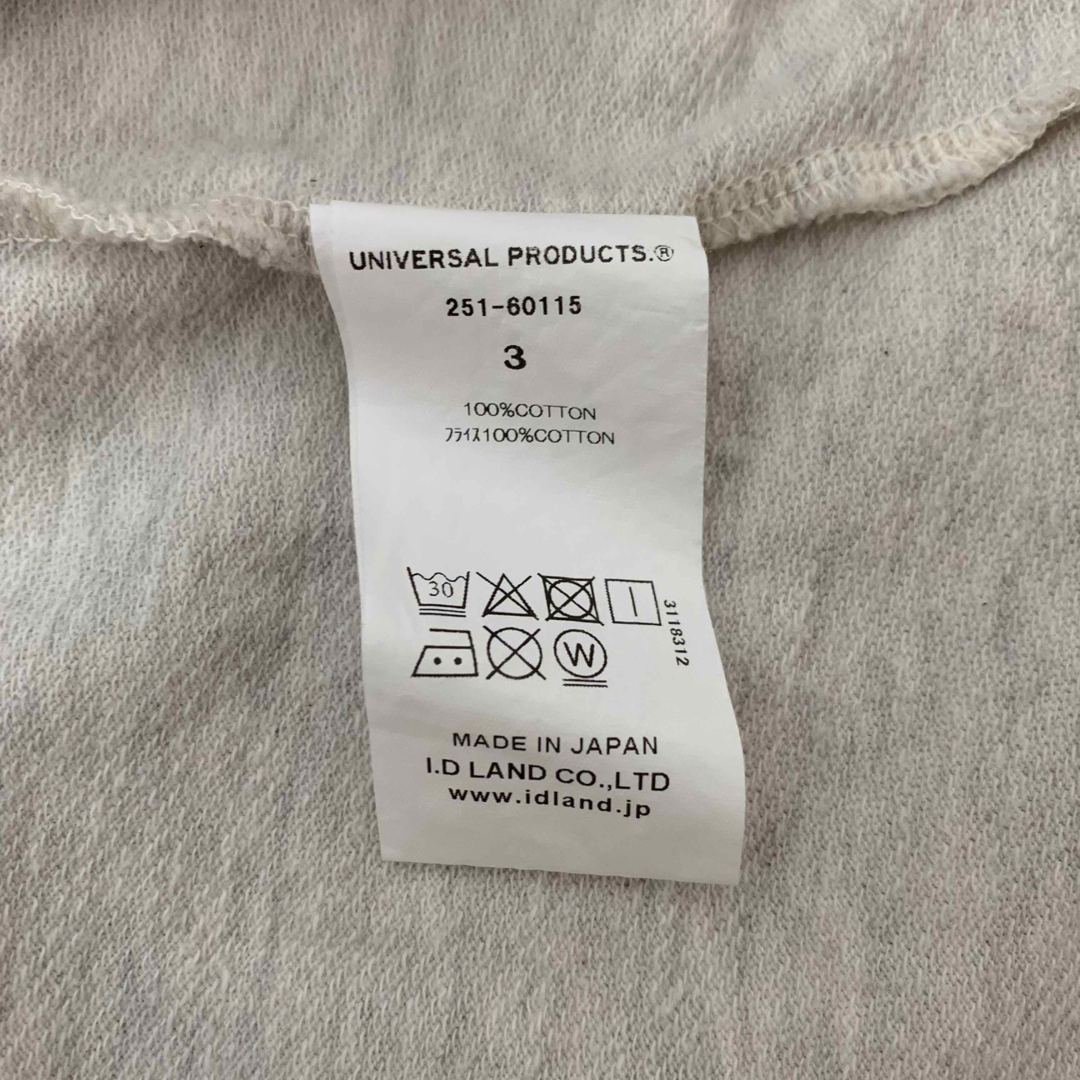 UNIVERSAL PRODUCTS.®
251-60115
3
100%COTTON
ﾌﾗｲｽ100%COTTON
30
3118312
W
MADE IN JAPAN
I.D LAND CO.,LTD
www.idland.jp